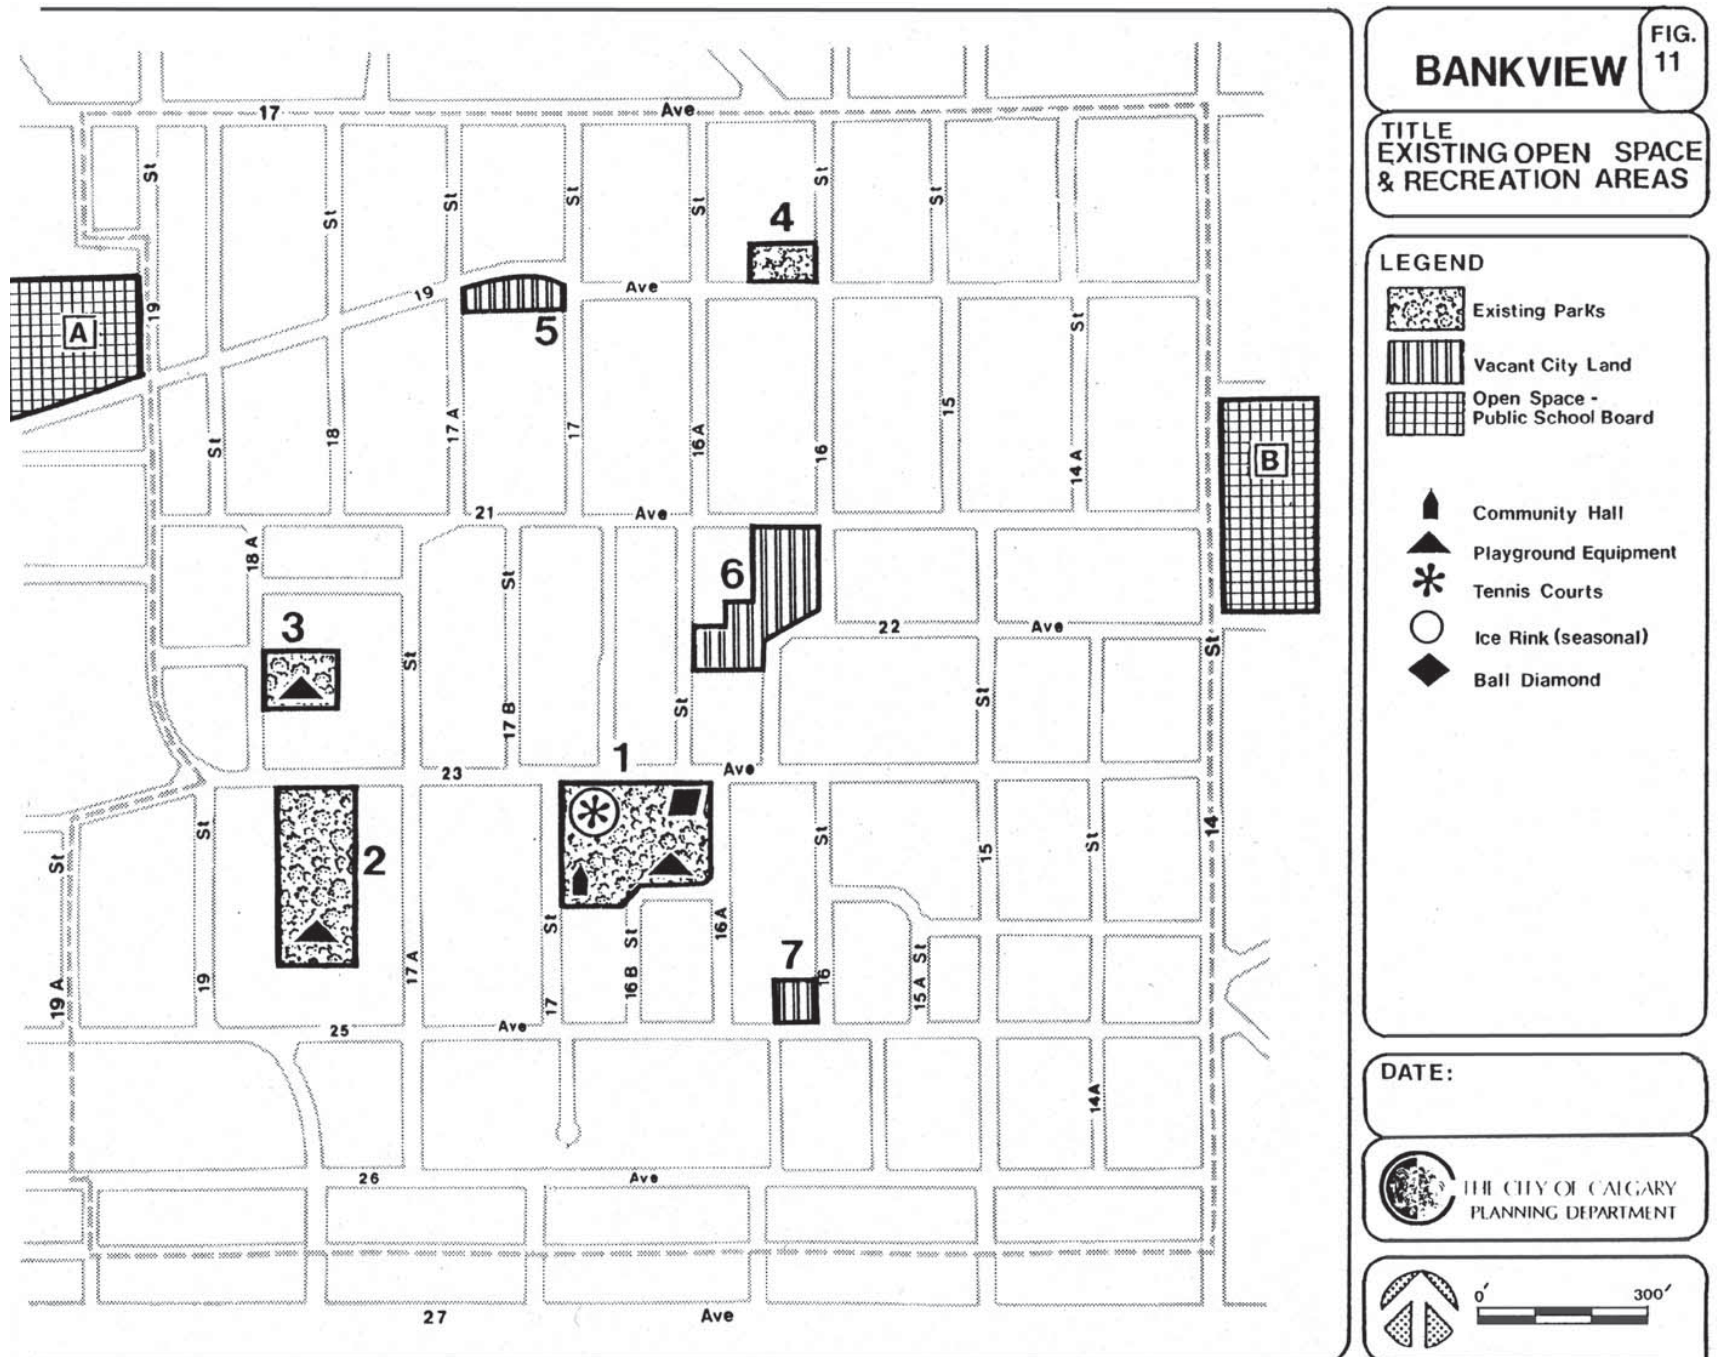 BANKVIEW
FIG.
11
TITLE
EXISTING OPEN SPACE
& RECREATION AREAS
LEGEND
Existing Parks
Vacant City Land
Open Space -
Public School Board
Community Hall
Playground Equipment
Tennis Courts
Ice Rink (seasonal)
Ball Diamond
DATE:
THE CITY OF CALGARY
PLANNING DEPARTMENT
0' 300'
17 Ave
St
St
St
St
St
St
St
4
19
19 Ave
5
A
St
18
17 A
17
16 A
16
15
St
14 A
B
21 Ave
18 A
St
6
22 Ave
3
St
17 B
St
St
St
14
23 Ave
1
2
St
19
St
19 A
17 A
St
17
St
16 B
16 A
St
16
7
St
15 A
15
St
14A
25 Ave
26 Ave
27 Ave